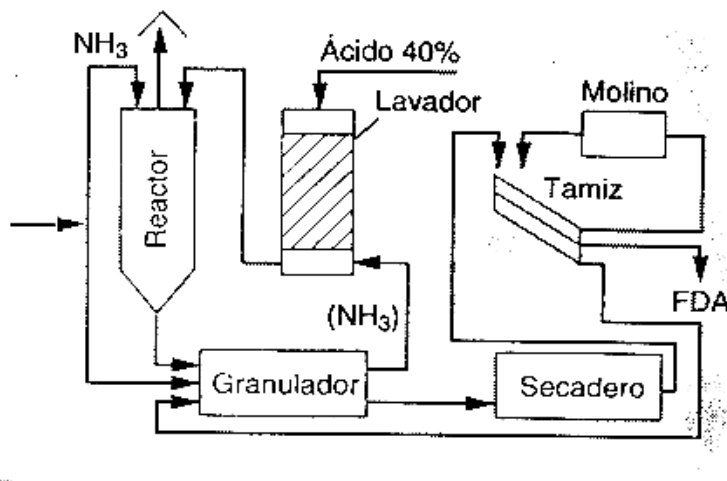 NH₃
Ácido 40%
Lavador
Molino
Reactor
Tamiz
(NH₃)
FDA
Granulador
Secadero